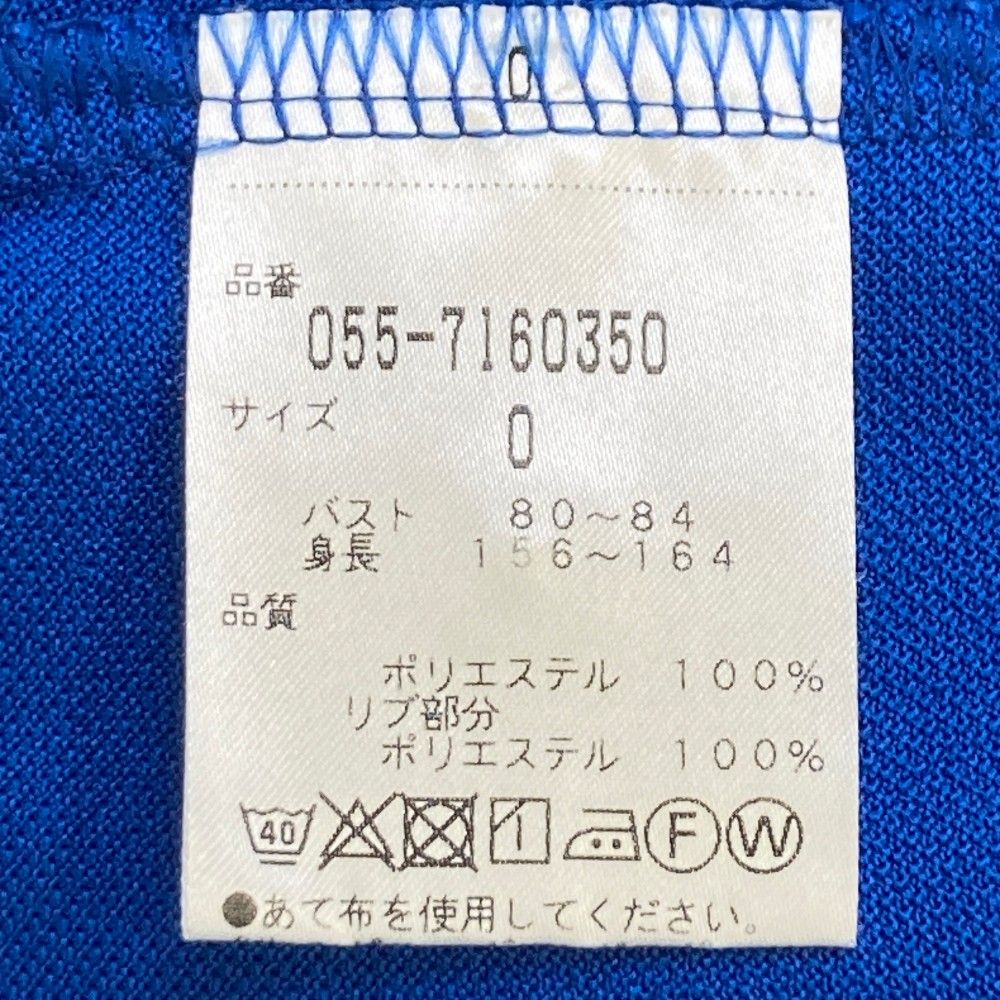 0
品番
055-7160350
サイズ
0
バスト 80〜84
身長 156〜164
品質
ポリエステル 100%
リブ部分
ポリエステル 100%
40 F W
●あて布を使用してください。